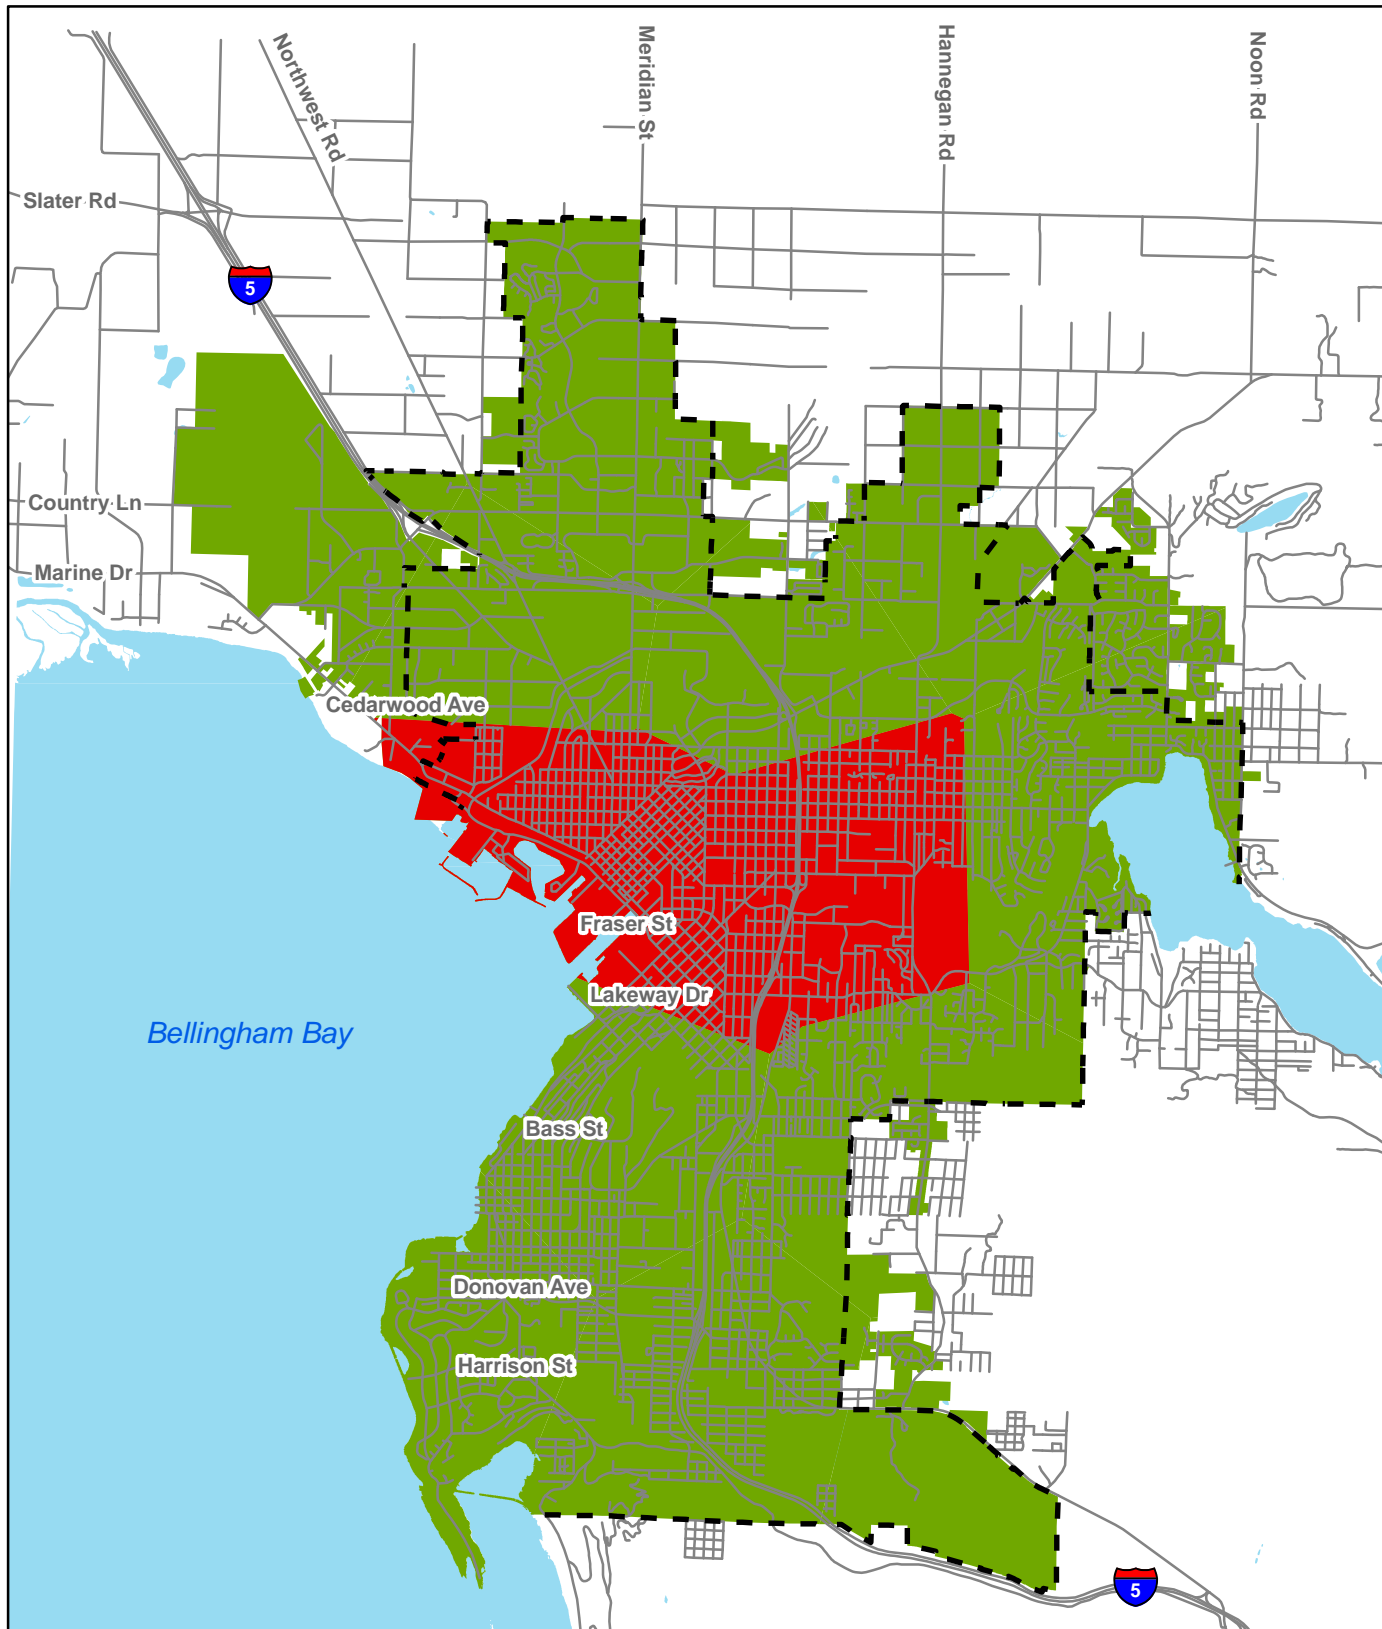 Northwest Rd
Meridian St
Hannegan Rd
Noon Rd
Slater Rd
5
Country Ln
Marine Dr
Cedarwood Ave
Fraser St
Lakeway Dr
Bellingham Bay
Bass St
Donovan Ave
Harrison St
5